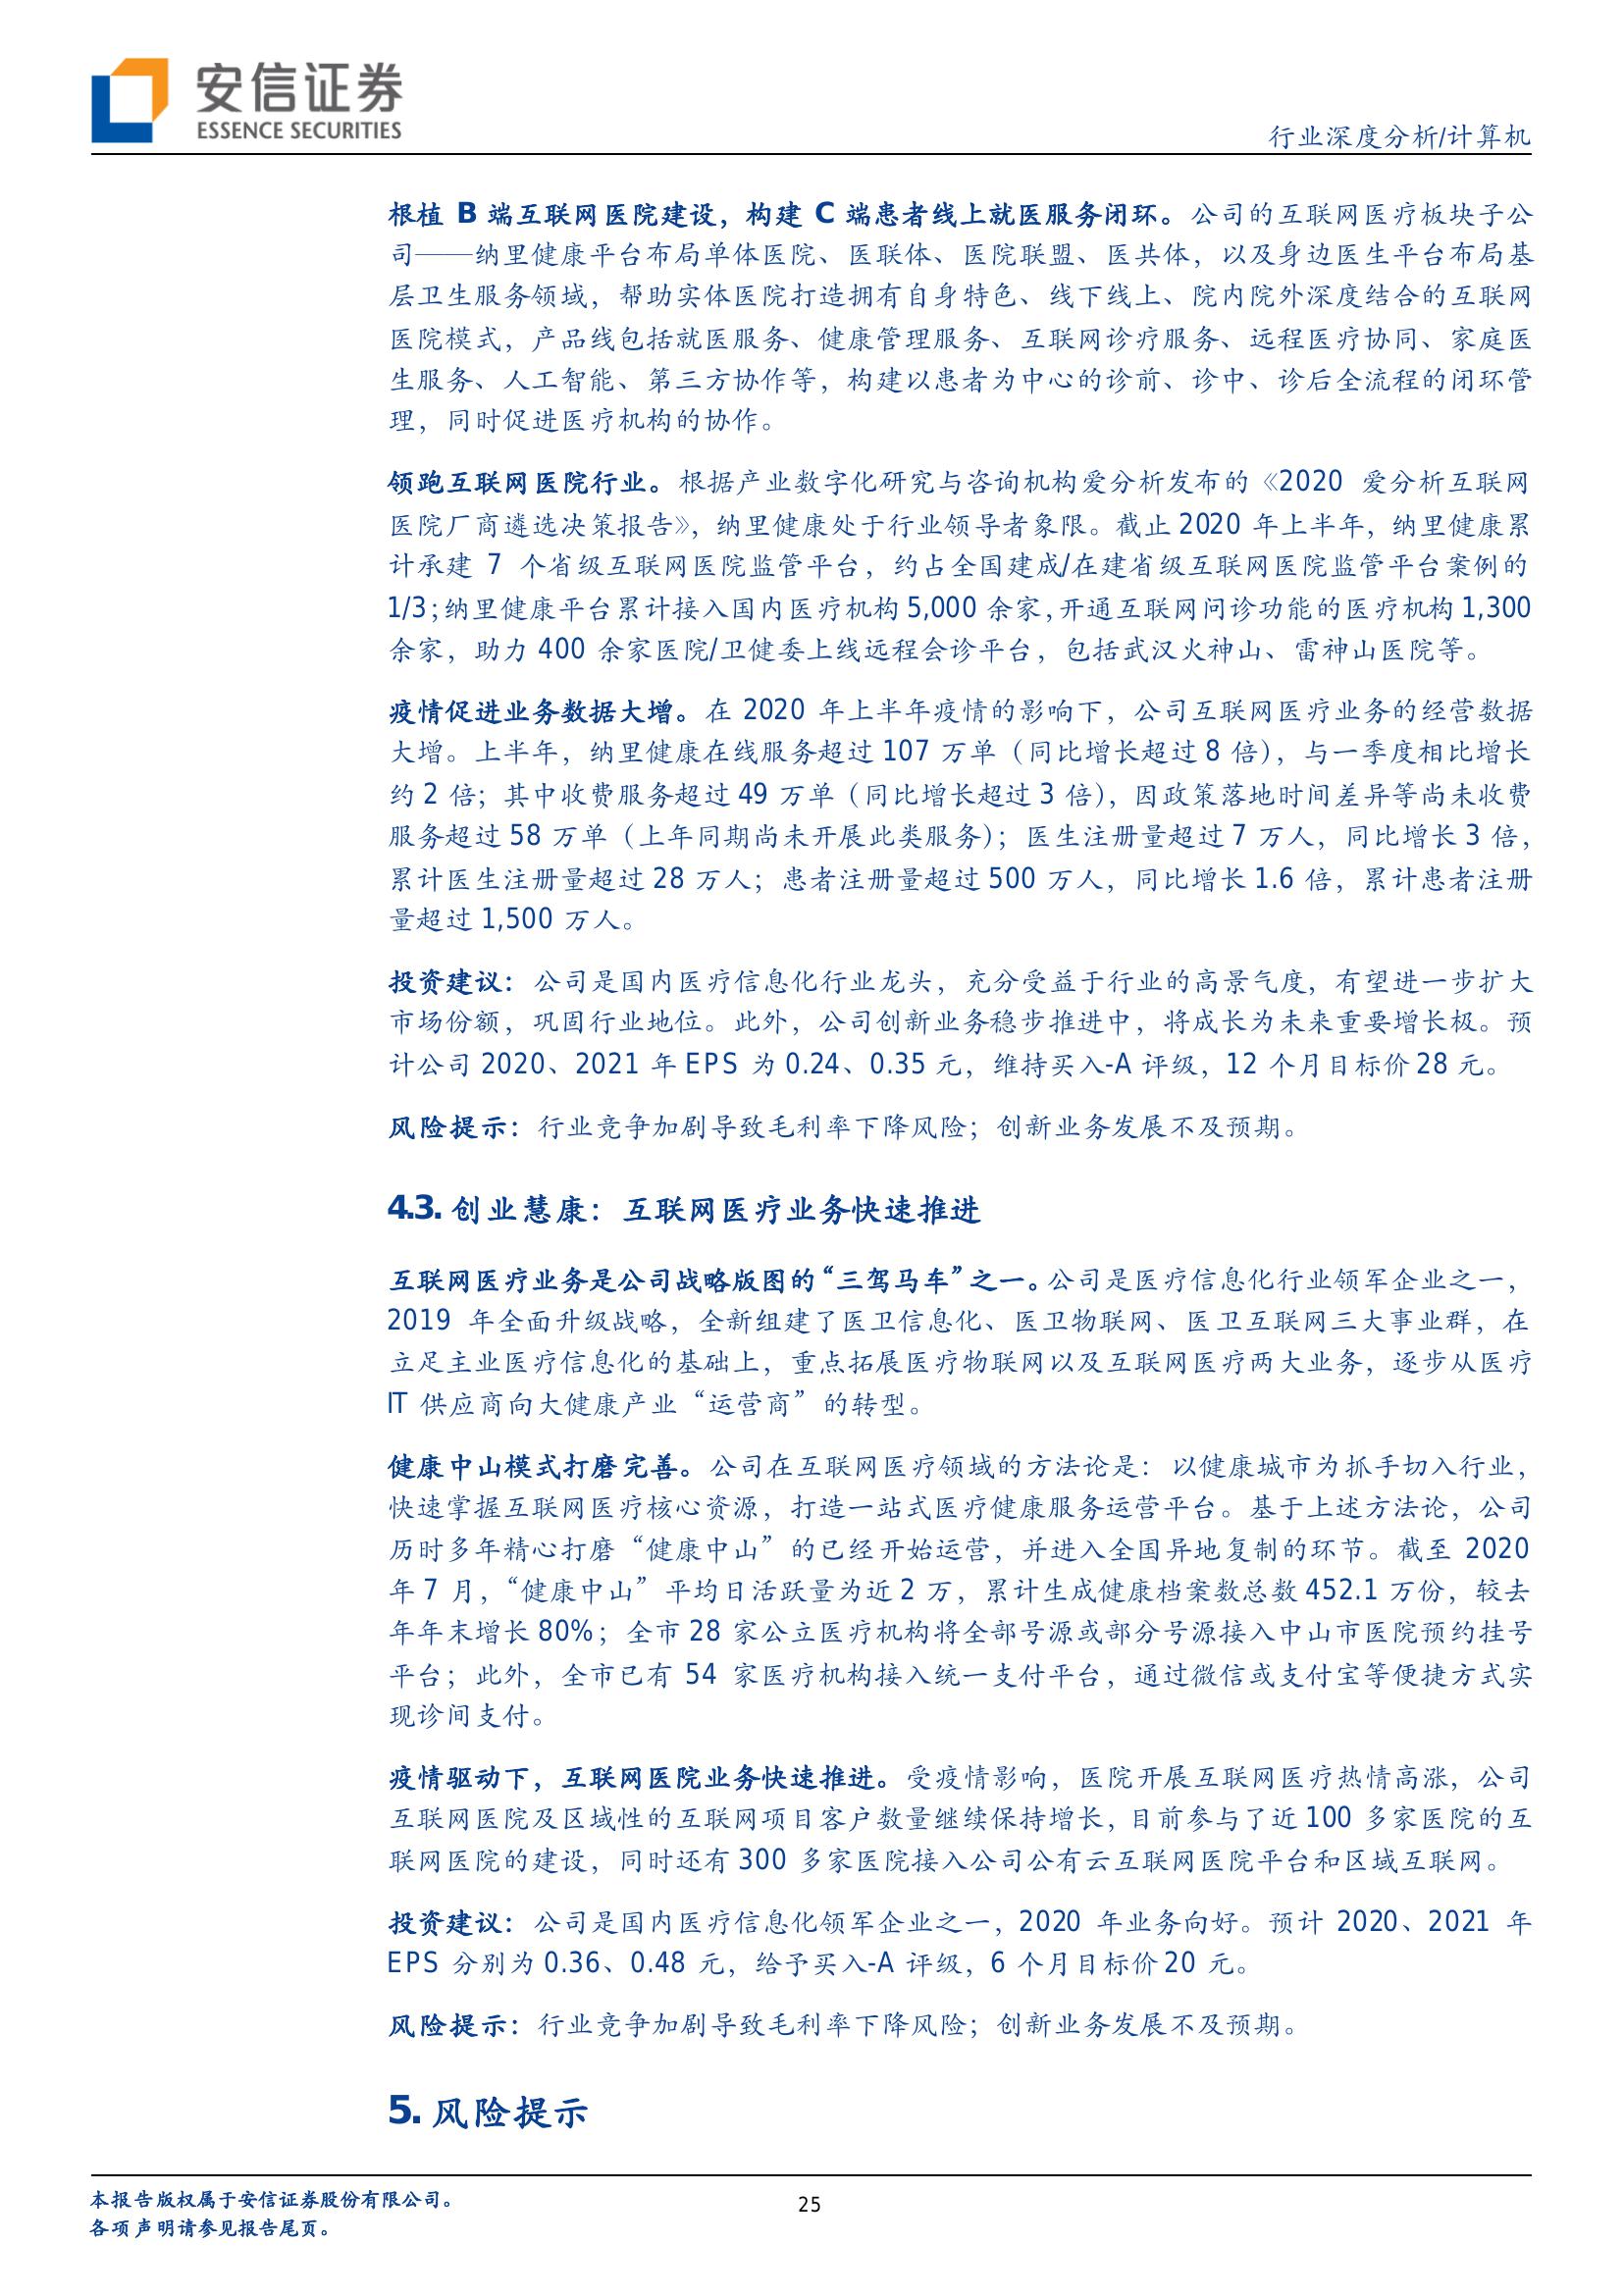 安信证券
ESSENCE SECURITIES
行业深度分析/计算机
根植 B 端互联网医院建设，构建 C 端患者线上就医服务闭环。公司的互联网医疗板块子公
司——纳里健康平台布局单体医院、医联体、医院联盟、医共体，以及身边医生平台布局基
层卫生服务领域，帮助实体医院打造拥有自身特色、线下线上、院内院外深度结合的互联网
医院模式，产品线包括就医服务、健康管理服务、互联网诊疗服务、远程医疗协同、家庭医
生服务、人工智能、第三方协作等，构建以患者为中心的诊前、诊中、诊后全流程的闭环管
理，同时促进医疗机构的协作。
领跑互联网医院行业。根据产业数字化研究与咨询机构爱分析发布的《2020 爱分析互联网
医院厂商遴选决策报告》，纳里健康处于行业领导者象限。截止 2020 年上半年，纳里健康累
计承建 7 个省级互联网医院监管平台，约占全国建成/在建省级互联网医院监管平台案例的
1/3；纳里健康平台累计接入国内医疗机构 5,000 余家，开通互联网问诊功能的医疗机构 1,300
余家，助力 400 余家医院/卫健委上线远程会诊平台，包括武汉火神山、雷神山医院等。
疫情促进业务数据大增。在 2020 年上半年疫情的影响下，公司互联网医疗业务的经营数据
大增。上半年，纳里健康在线服务超过 107 万单（同比增长超过 8 倍），与一季度相比增长
约 2 倍；其中收费服务超过 49 万单（同比增长超过 3 倍），因政策落地时间差异等尚未收费
服务超过 58 万单（上年同期尚未开展此类服务）；医生注册量超过 7 万人，同比增长 3 倍，
累计医生注册量超过 28 万人；患者注册量超过 500 万人，同比增长 1.6 倍，累计患者注册
量超过 1,500 万人。
投资建议：公司是国内医疗信息化行业龙头，充分受益于行业的高景气度，有望进一步扩大
市场份额，巩固行业地位。此外，公司创新业务稳步推进中，将成长为未来重要增长极。预
计公司 2020、2021 年 EPS 为 0.24、0.35 元，维持买入-A 评级，12 个月目标价 28 元。
风险提示：行业竞争加剧导致毛利率下降风险；创新业务发展不及预期。
4.3. 创业慧康：互联网医疗业务快速推进
互联网医疗业务是公司战略版图的“三驾马车”之一。公司是医疗信息化行业领军企业之一，
2019 年全面升级战略，全新组建了医卫信息化、医卫物联网、医卫互联网三大事业群，在
立足主业医疗信息化的基础上，重点拓展医疗物联网以及互联网医疗两大业务，逐步从医疗
IT 供应商向大健康产业“运营商”的转型。
健康中山模式打磨完善。公司在互联网医疗领域的方法论是：以健康城市为抓手切入行业，
快速掌握互联网医疗核心资源，打造一站式医疗健康服务运营平台。基于上述方法论，公司
历时多年精心打磨“健康中山”的已经开始运营，并进入全国异地复制的环节。截至 2020
年 7 月，“健康中山”平均日活跃量为近 2 万，累计生成健康档案数总数 452.1 万份，较去
年年末增长 80%；全市 28 家公立医疗机构将全部号源或部分号源接入中山市医院预约挂号
平台；此外，全市已有 54 家医疗机构接入统一支付平台，通过微信或支付宝等便捷方式实
现诊间支付。
疫情驱动下，互联网医院业务快速推进。受疫情影响，医院开展互联网医疗热情高涨，公司
互联网医院及区域性的互联网项目客户数量继续保持增长，目前参与了近 100 多家医院的互
联网医院的建设，同时还有 300 多家医院接入公司公有云互联网医院平台和区域互联网。
投资建议：公司是国内医疗信息化领军企业之一，2020 年业务向好。预计 2020、2021 年
EPS 分别为 0.36、0.48 元，给予买入-A 评级，6 个月目标价 20 元。
风险提示：行业竞争加剧导致毛利率下降风险；创新业务发展不及预期。
5. 风险提示
本报告版权属于安信证券股份有限公司。
25
各项声明请参见报告尾页。